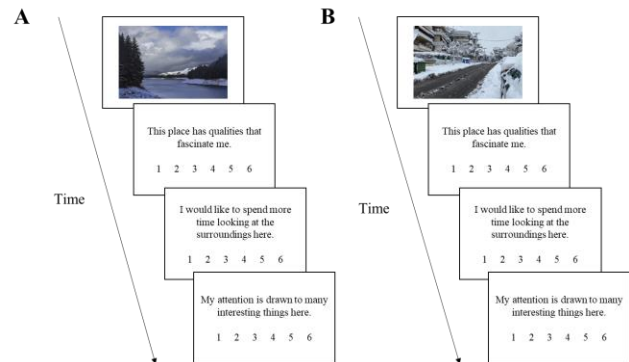 A
This place has qualities that
fascinate me.
1 2 3 4 5 6
I would like to spend more
time looking at the
surroundings here.
1 2 3 4 5 6
My attention is drawn to many
interesting things here.
1 2 3 4 5 6
Time
B
This place has qualities that
fascinate me.
1 2 3 4 5 6
I would like to spend more
time looking at the
surroundings here.
1 2 3 4 5 6
My attention is drawn to many
interesting things here.
1 2 3 4 5 6
Time